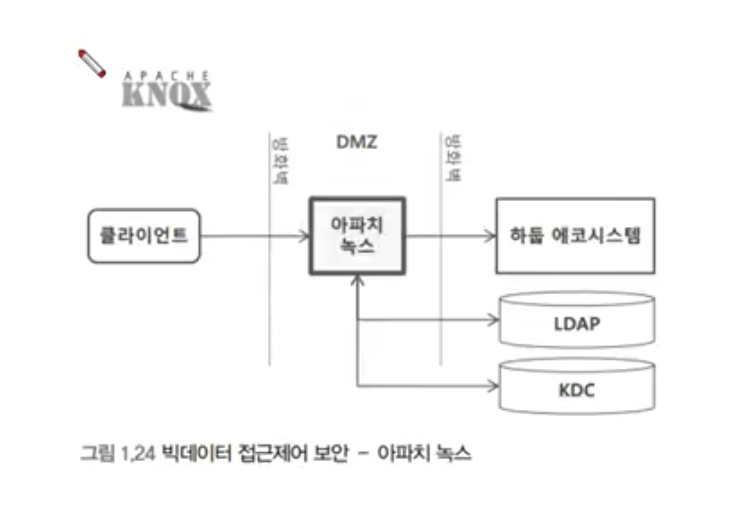 APACHE
KNOX
DMZ
방화벽
방화벽
클라이언트
아파치
녹스
하둡 에코시스템
LDAP
KDC
그림 1,24 빅데이터 접근제어 보안 - 아파치 녹스